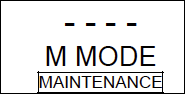 - - - -
M MODE
MAINTENANCE